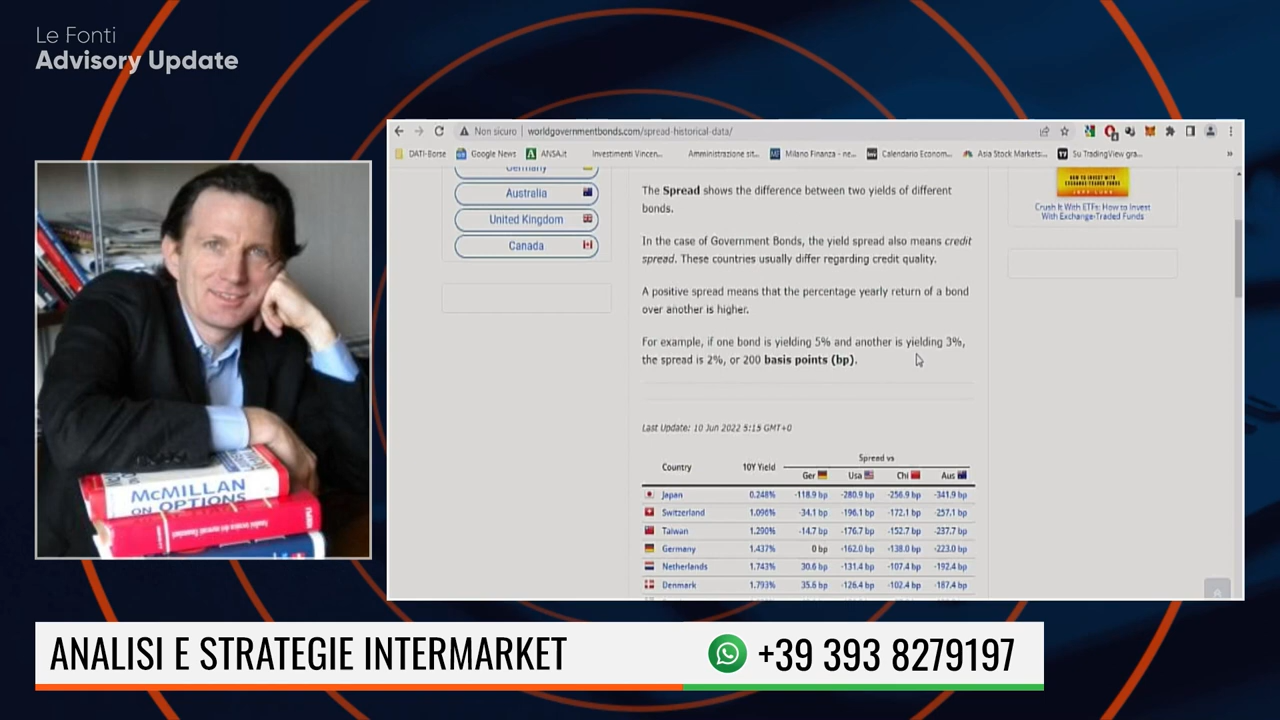 Le Fonti
Advisory Update
Non sicuro
worldgovernmentbonds.com/spread-historical-data/
DATI-Borse
Google News
ANSA.it
Investimenti Vincen...
Amministrazione sit...
Milano Finanza - ne...
Calendario Econom...
Asia Stock Markets:...
Su TradingView gra...
»
Germany
Australia
United Kingdom
Canada
The Spread shows the difference between two yields of different
bonds.
In the case of Government Bonds, the yield spread also means credit
spread. These countries usually differ regarding credit quality.
A positive spread means that the percentage yearly return of a bond
over another is higher.
For example, if one bond is yielding 5% and another is yielding 3%,
the spread is 2%, or 200 basis points (bp).
HOW TO INVEST WITH
EXCHANGE-TRADED FUNDS
Crush It With ETFs: How to Invest
With Exchange-Traded Funds
Last Update: 10 Jun 2022 5:15 GMT+0
Spread vs
Country 10Y Yield Ger Usa Chi Aus
Japan 0.248% -118.9 bp -280.9 bp -256.9 bp -341.9 bp
Switzerland 1.096% -34.1 bp -196.1 bp -172.1 bp -257.1 bp
Taiwan 1.290% -14.7 bp -176.7 bp -152.7 bp -237.7 bp
Germany 1.437% 0 bp -162.0 bp -138.0 bp -223.0 bp
Netherlands 1.743% 30.6 bp -131.4 bp -107.4 bp -192.4 bp
Denmark 1.793% 35.6 bp -126.4 bp -102.4 bp -187.4 bp
McMILLAN
ON OPTIONS
ANALISI E STRATEGIE INTERMARKET
+39 393 8279197